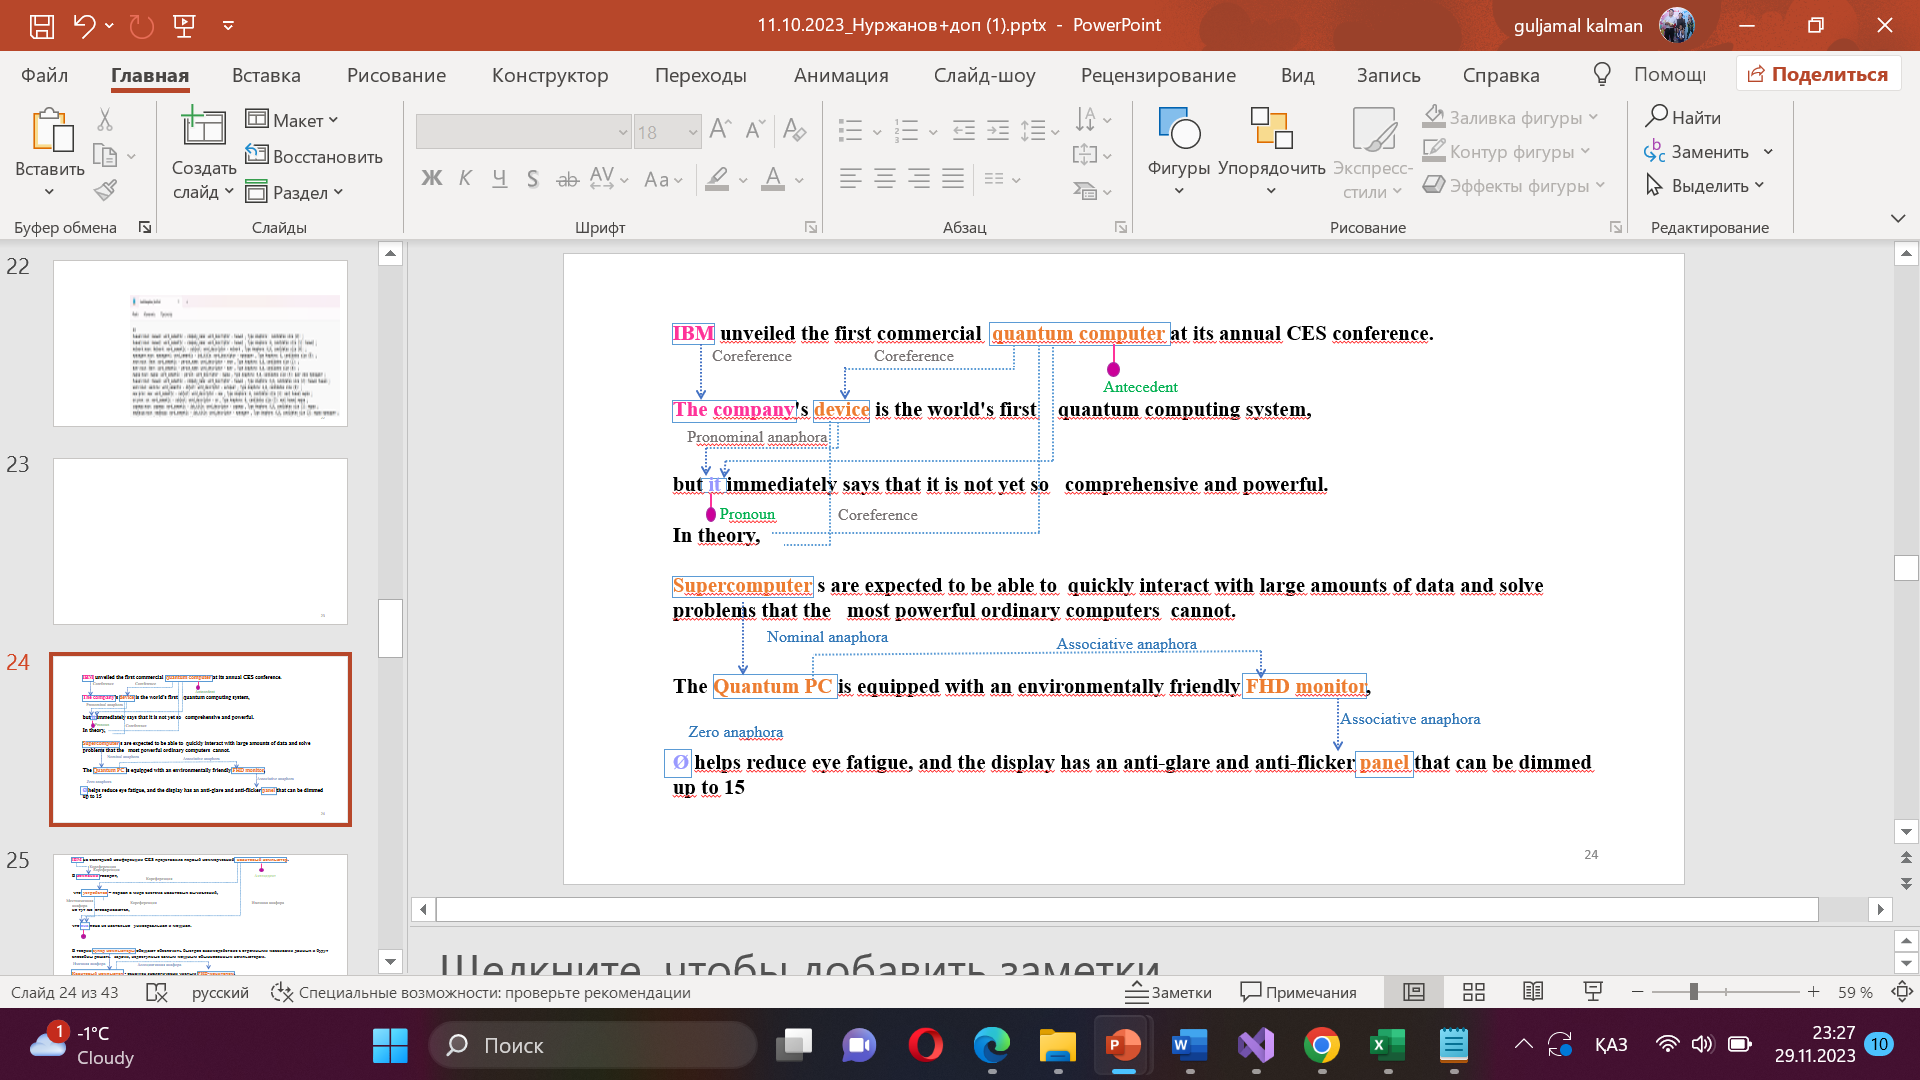 11.10.2023_Нуржанов+доп (1).pptx - PowerPoint
guljamal kalman
Файл Главная Вставка Рисование Конструктор Переходы Анимация Слайд-шоу Рецензирование Вид Запись Справка Помощь Поделиться
Вставить
Создать слайд
Макет
Восстановить
Раздел
18
Ж К Ч S ab AV Aa A
Фигуры Упорядочить Экспресс-стили
Заливка фигуры
Контур фигуры
Эффекты фигуры
Найти
Заменить
Выделить
Буфер обмена Слайды Шрифт Абзац Рисование Редактирование
22
23
24
25
IBM unveiled the first commercial quantum computer at its annual CES conference.
Coreference Coreference
Antecedent
The company's device is the world's first quantum computing system,
Pronominal anaphora
but it immediately says that it is not yet so comprehensive and powerful.
Pronoun Coreference
In theory,
Supercomputer s are expected to be able to quickly interact with large amounts of data and solve
problems that the most powerful ordinary computers cannot.
Nominal anaphora Associative anaphora
The Quantum PC is equipped with an environmentally friendly FHD monitor,
Zero anaphora Associative anaphora
Ø helps reduce eye fatigue, and the display has an anti-glare and anti-flicker panel that can be dimmed
up to 15
24
Щелкните, чтобы добавить заметки
Слайд 24 из 43 русский Специальные возможности: проверьте рекомендации Заметки Примечания 59 %
1
-1°C
Cloudy
Поиск
ҚАЗ
23:27
29.11.2023
10